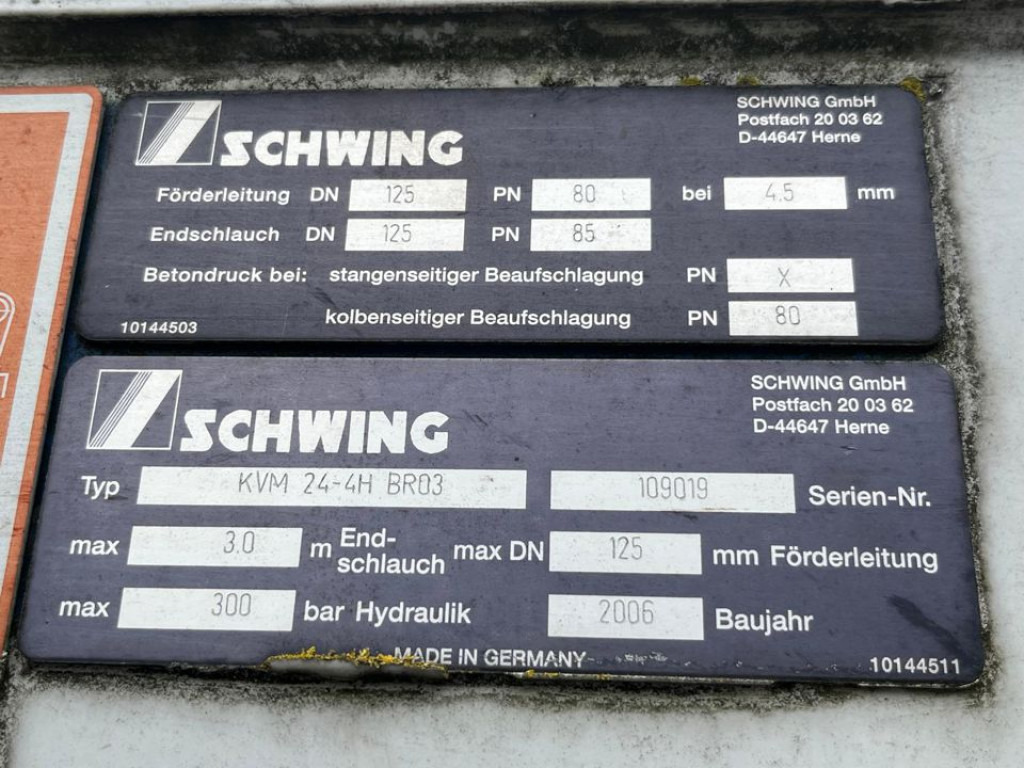 SCHWING
SCHWING GmbH
Postfach 20 03 62
D-44647 Herne
Förderleitung DN 125 PN 80 bei 4.5 mm
Endschlauch DN 125 PN 85
Betondruck bei: stangenseitiger Beaufschlagung PN X
kolbenseitiger Beaufschlagung PN 80
10144503
SCHWING
SCHWING GmbH
Postfach 20 03 62
D-44647 Herne
Typ KVM 24-4H BR03 109019 Serien-Nr.
max 3.0 m End-
schlauch max DN 125 mm Förderleitung
max 300 bar Hydraulik 2006 Baujahr
MADE IN GERMANY
10144511